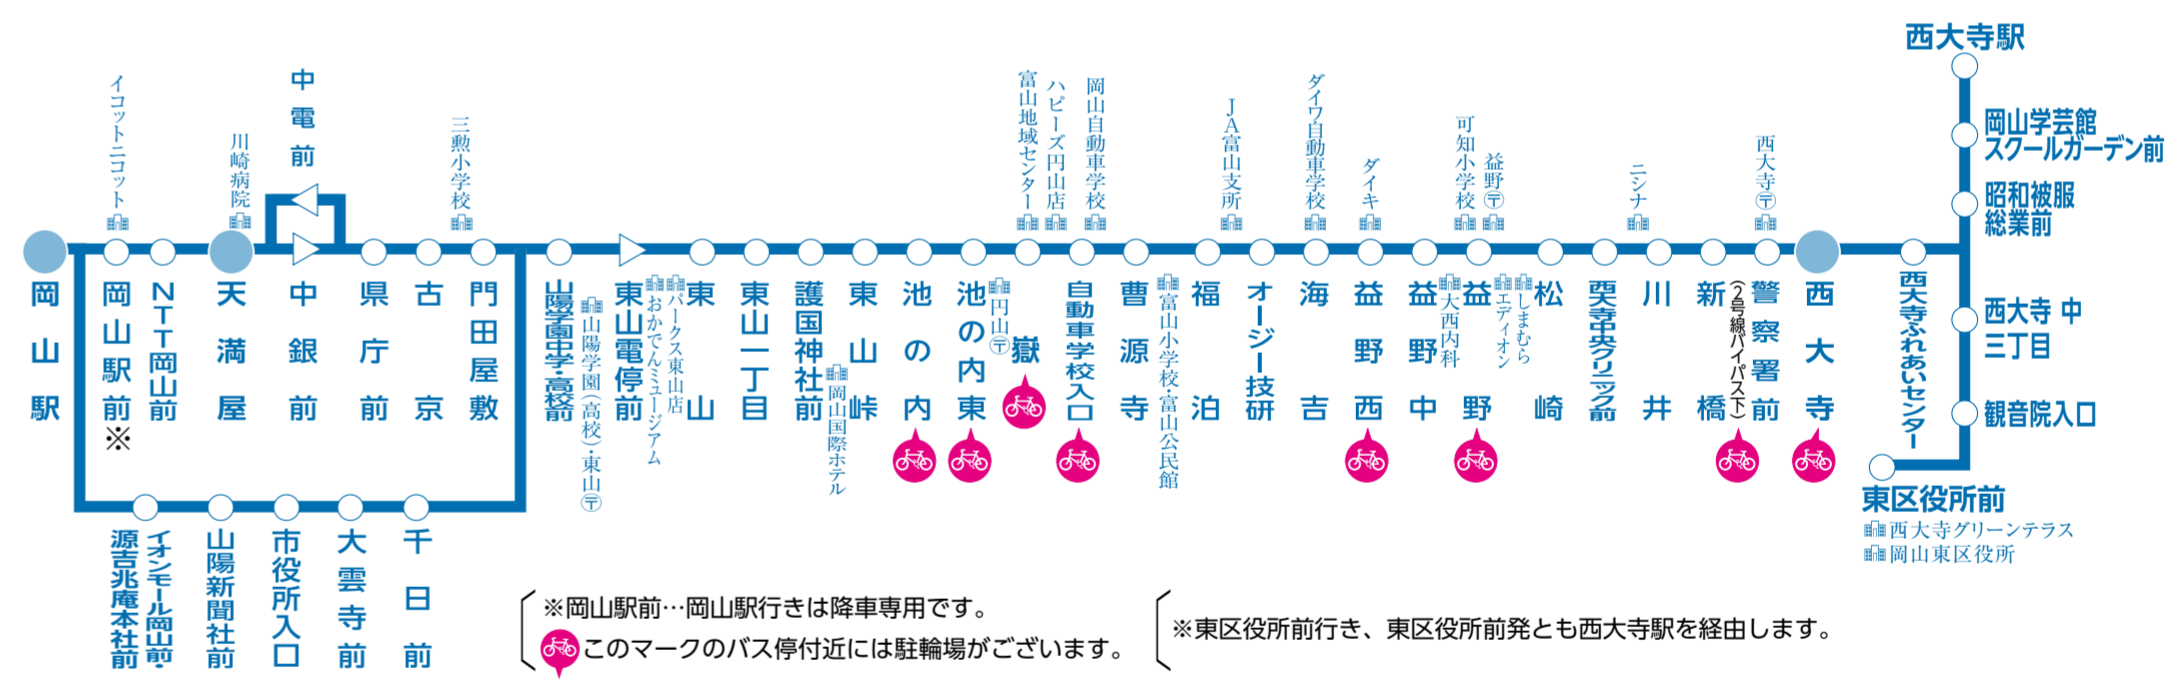 イコットニコット
川崎病院
中電前
三勲小学校
富山地域センター
ハピーズ円山店
岡山自動車学校
JA富山支所
ダイワ自動車学校
ダイキ
可知小学校
益野〒
ニシナ
西大寺〒
西大寺駅
岡山学芸館
スクールガーデン前
昭和被服
総業前
西大寺 中
三丁目
観音院入口
東区役所前
西大寺グリーンテラス
岡山東区役所
岡山駅
岡山駅前※
NTT岡山前
天満屋
中銀前
県庁前
古京
門田屋敷
山陽学園中学・高校前
山陽学園(高校)・東山〒
東山電停前
おかでんミュージアム
パークス東山店
東山
東山一丁目
護国神社前
岡山国際ホテル
東山峠
池の内
池の内東
円山〒
嶽
自動車学校入口
曹源寺
富山小学校・富山公民館
福泊
オージー技研
海吉
益野西
益野中
大西内科
益野
エディオン
しまむら
松崎
西大寺中央クリニック前
川井
新橋
(2号線バイパス下)
警察署前
西大寺
西大寺ふれあいセンター
イオンモール岡山前・
源吉兆庵本社前
山陽新聞社前
市役所入口
大雲寺前
千日前
※岡山駅前…岡山駅行きは降車専用です。
このマークのバス停付近には駐輪場がございます。
※東区役所前行き、東区役所前発とも西大寺駅を経由します。